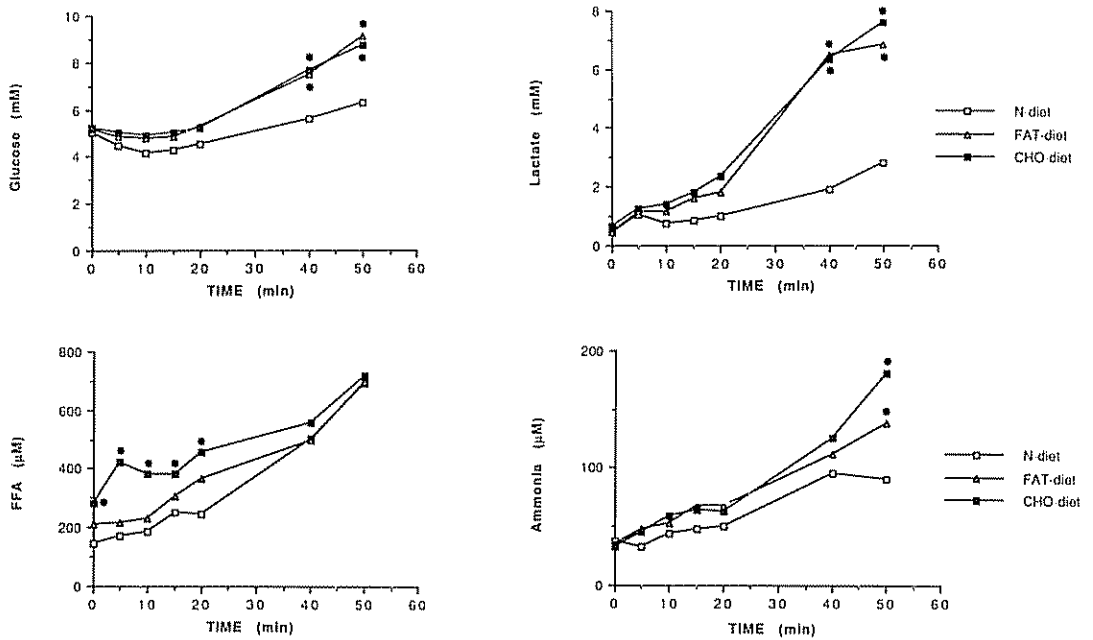 10
8
6
4
2
0
Glucose (mM)
0 10 20 30 40 50 60
TIME (min)
8
6
4
2
0
Lactate (mM)
0 10 20 30 40 50 60
TIME (min)
N-diet
FAT-diet
CHO-diet
800
600
400
200
0
FFA (µM)
0 10 20 30 40 50 60
TIME (min)
200
100
0
Ammonia (µM)
0 10 20 30 40 50 60
TIME (min)
N-diet
FAT-diet
CHO-diet